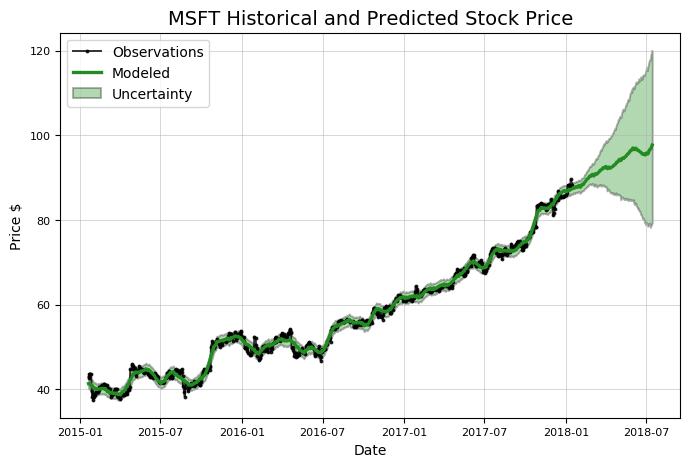 MSFT Historical and Predicted Stock Price
Observations
Modeled
Uncertainty
Price $
120
100
80
60
40
2015-01 2015-07 2016-01 2016-07 2017-01 2017-07 2018-01 2018-07
Date